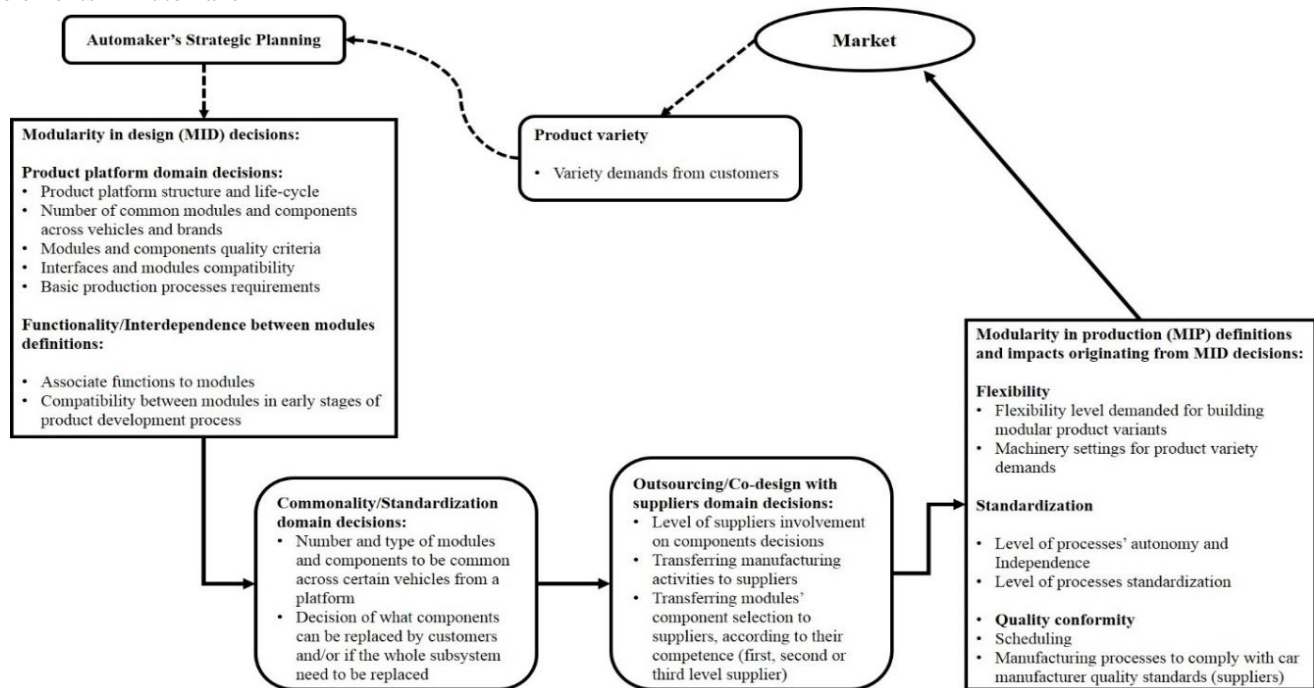 Automaker's Strategic Planning
Market
Product variety
• Variety demands from customers
Modularity in design (MID) decisions:
Product platform domain decisions:
• Product platform structure and life-cycle
• Number of common modules and components
across vehicles and brands
• Modules and components quality criteria
• Interfaces and modules compatibility
• Basic production processes requirements
Functionality/Interdependence between modules
definitions:
• Associate functions to modules
• Compatibility between modules in early stages of
product development process
Commonality/Standardization
domain decisions:
• Number and type of modules
and components to be common
across certain vehicles from a
platform
• Decision of what components
can be replaced by customers
and/or if the whole subsystem
need to be replaced
Outsourcing/Co-design with
suppliers domain decisions:
• Level of suppliers involvement
on components decisions
• Transferring manufacturing
activities to suppliers
• Transferring modules'
component selection to
suppliers, according to their
competence (first, second or
third level supplier)
Modularity in production (MIP) definitions
and impacts originating from MID decisions:
Flexibility
• Flexibility level demanded for building
modular product variants
• Machinery settings for product variety
demands
Standardization
• Level of processes' autonomy and
Independence
• Level of processes standardization
• Quality conformity
• Scheduling
• Manufacturing processes to comply with car
manufacturer quality standards (suppliers)